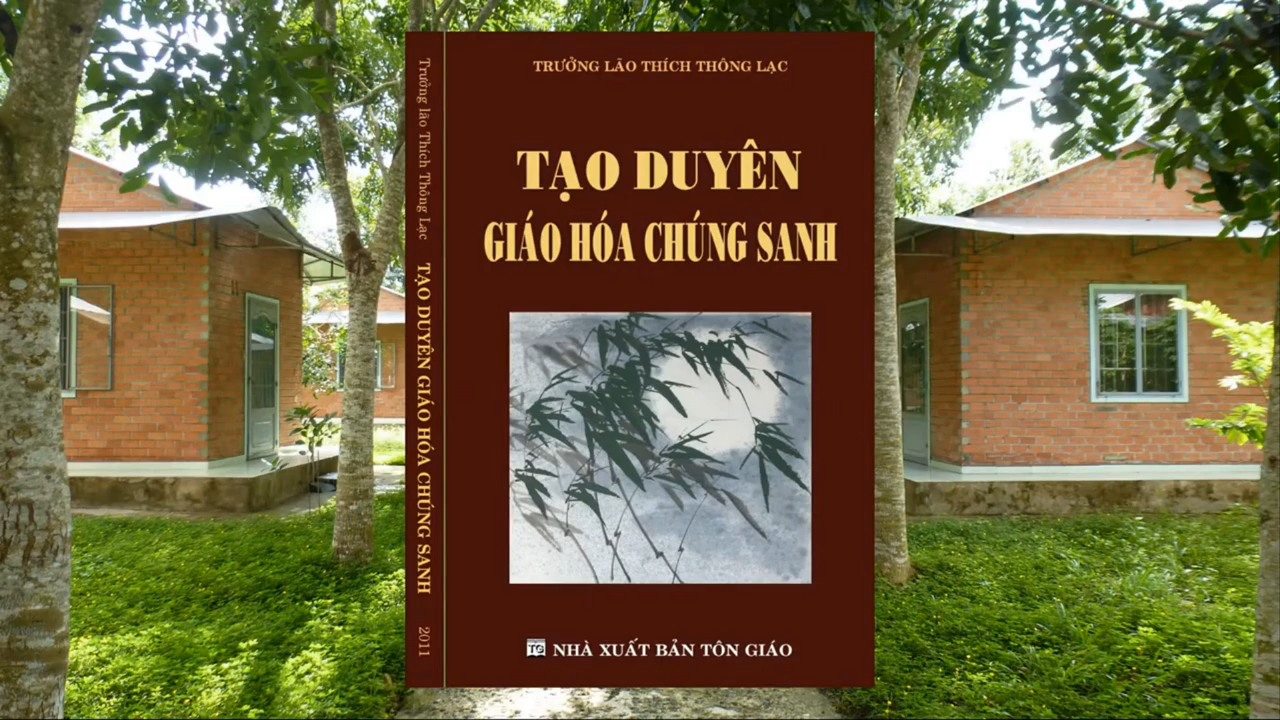 Trưởng lão Thích Thông Lạc TẠO DUYÊN GIÁO HÓA CHÚNG SANH 2011
TRƯỞNG LÃO THÍCH THÔNG LẠC
TẠO DUYÊN
GIÁO HÓA CHÚNG SANH
TG NHÀ XUẤT BẢN TÔN GIÁO